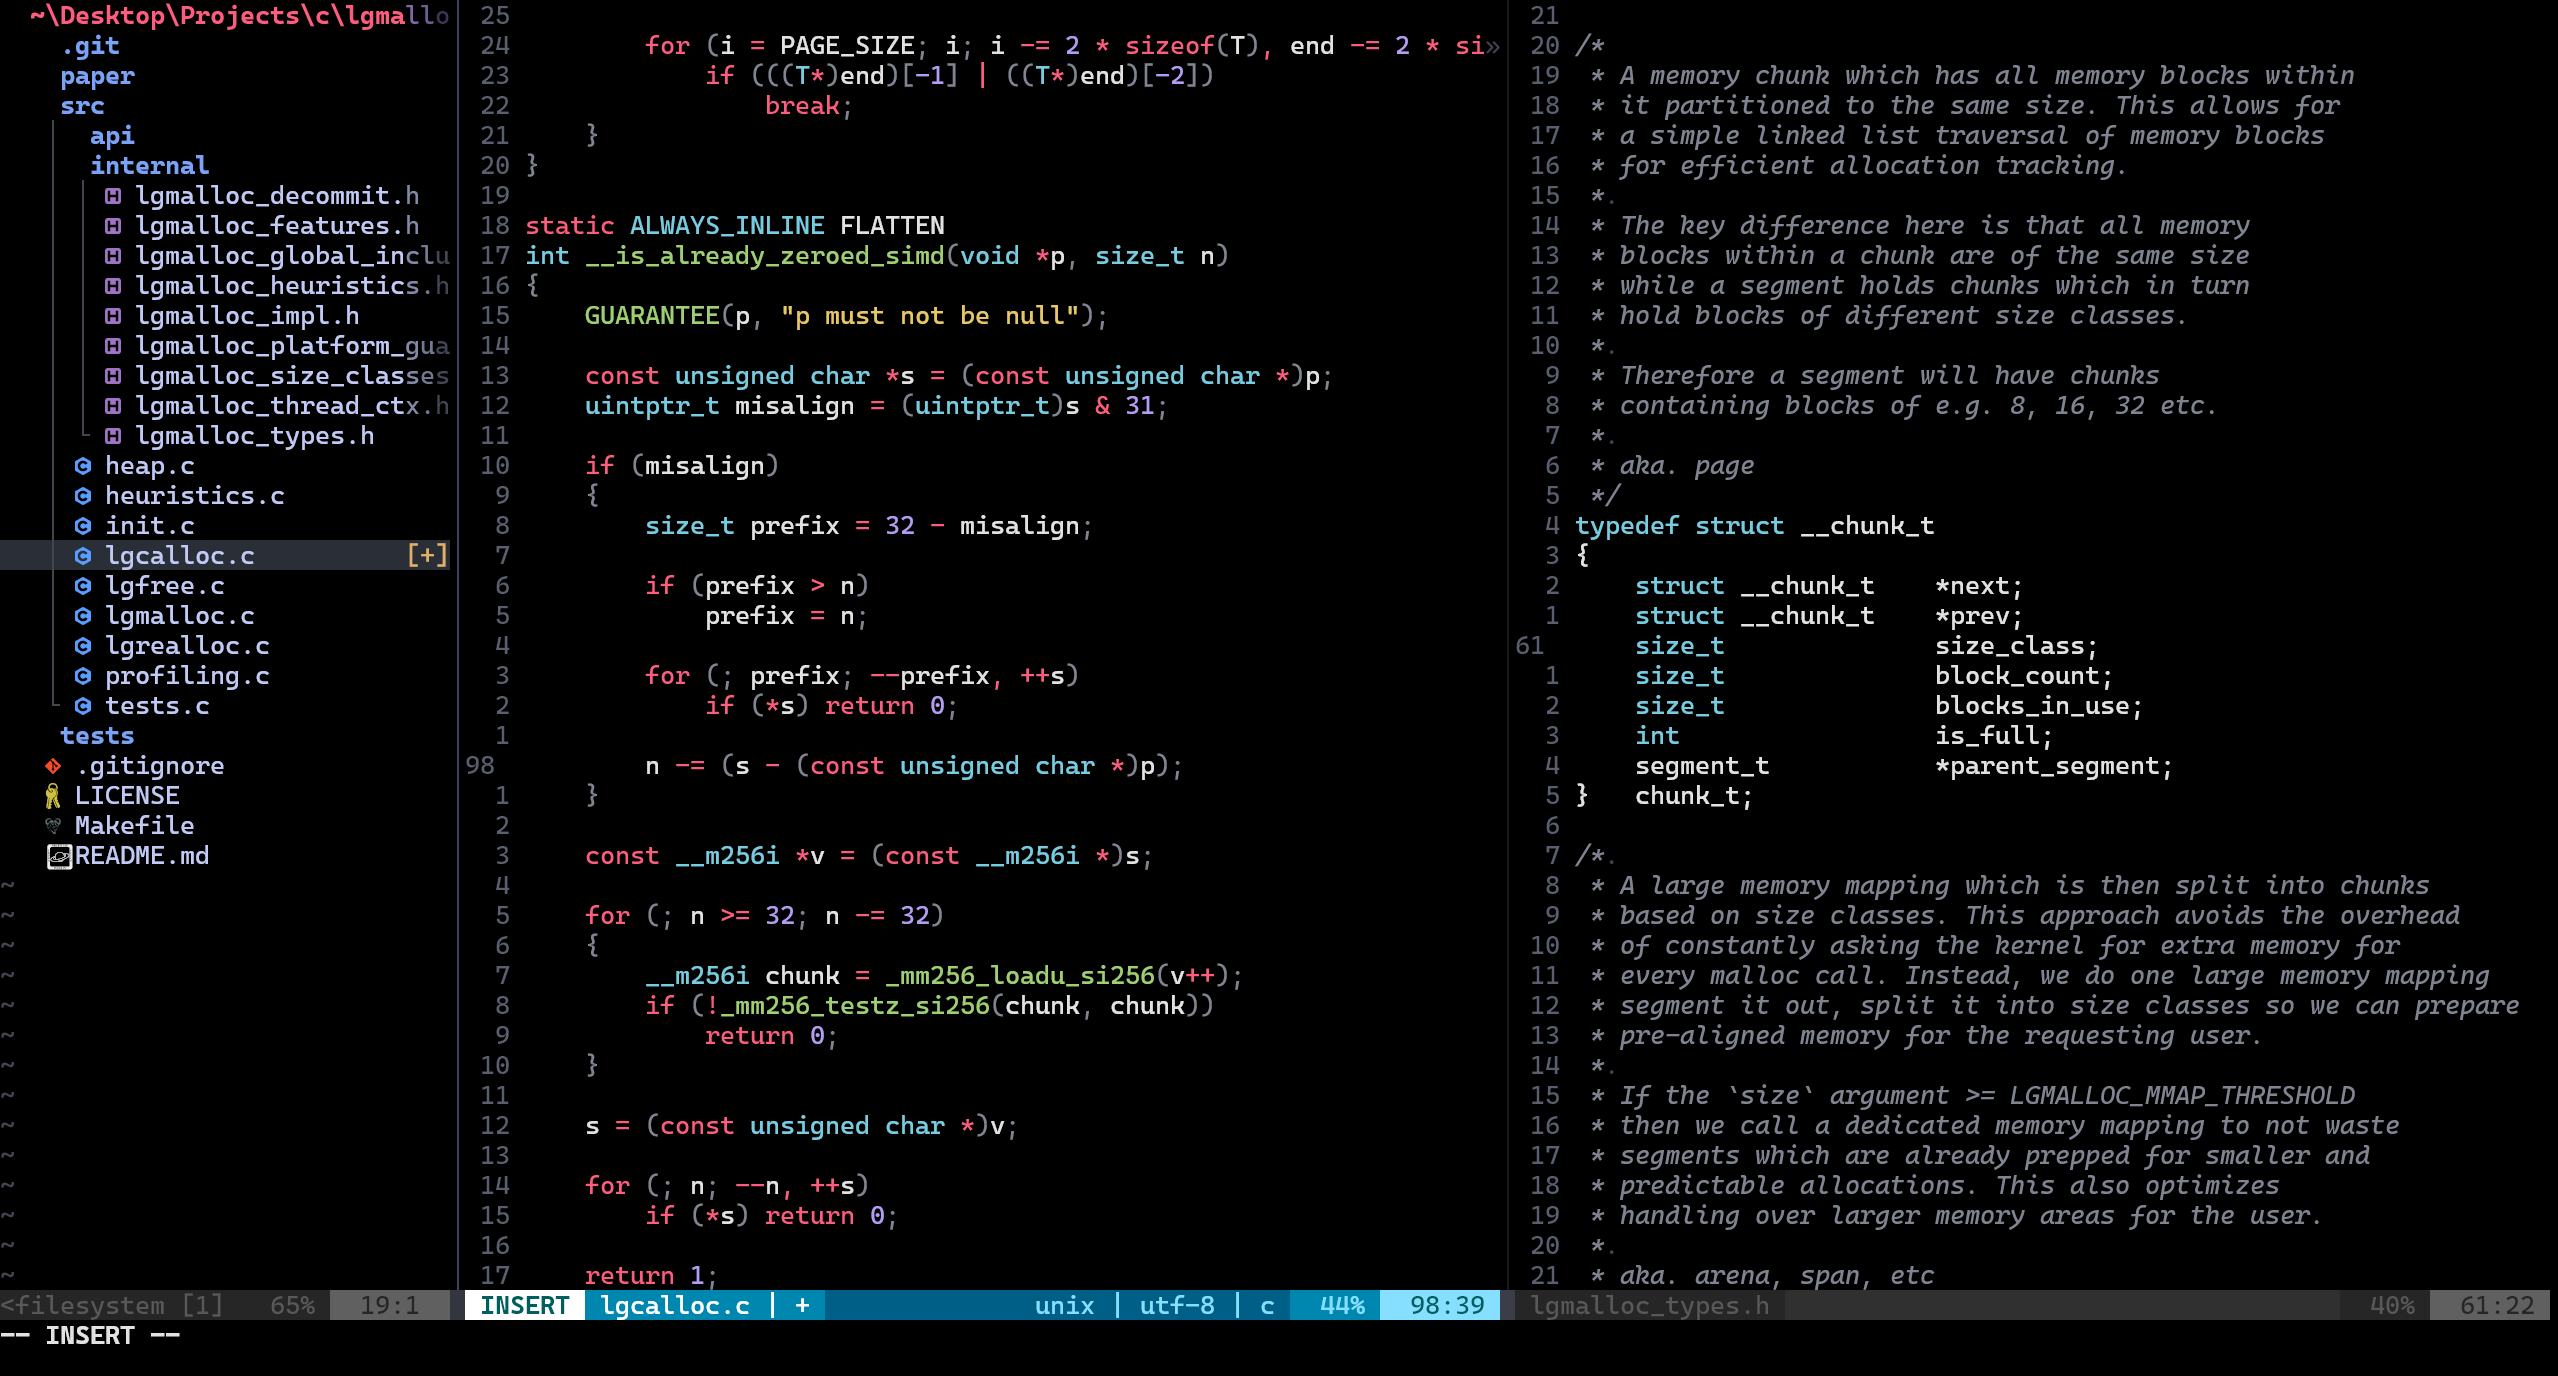 ~\Desktop\Projects\c\lgmallo
.git
paper
src
api
internal
lgmalloc_decommit.h
lgmalloc_features.h
lgmalloc_global_inclu
lgmalloc_heuristics.h
lgmalloc_impl.h
lgmalloc_platform_gua
lgmalloc_size_classes
lgmalloc_thread_ctx.h
lgmalloc_types.h
heap.c
heuristics.c
init.c
lgcalloc.c [+]
lgfree.c
lgmalloc.c
lgrealloc.c
profiling.c
tests.c
tests
.gitignore
LICENSE
Makefile
README.md
~
~
~
~
~
~
~
~
~
~
~
~
~
~
<filesystem [1] 65% 19:1
25
24         for (i = PAGE_SIZE; i; i -= 2 * sizeof(T), end -= 2 * si»
23             if (((T*)end)[-1] | ((T*)end)[-2])
22                 break;
21     }
20 }
19
18 static ALWAYS_INLINE FLATTEN
17 int __is_already_zeroed_simd(void *p, size_t n)
16 {
15     GUARANTEE(p, "p must not be null");
14
13     const unsigned char *s = (const unsigned char *)p;
12     uintptr_t misalign = (uintptr_t)s & 31;
11
10     if (misalign)
9     {
8         size_t prefix = 32 - misalign;
7
6         if (prefix > n)
5             prefix = n;
4
3         for (; prefix; --prefix, ++s)
2             if (*s) return 0;
1
98         n -= (s - (const unsigned char *)p);
1     }
2
3     const __m256i *v = (const __m256i *)s;
4
5     for (; n >= 32; n -= 32)
6     {
7         __m256i chunk = _mm256_loadu_si256(v++);
8         if (!_mm256_testz_si256(chunk, chunk))
9             return 0;
10     }
11
12     s = (const unsigned char *)v;
13
14     for (; n; --n, ++s)
15         if (*s) return 0;
16
17     return 1;
INSERT lgcalloc.c | + unix | utf-8 | c 44% 98:39
21
20 /*
19  * A memory chunk which has all memory blocks within
18  * it partitioned to the same size. This allows for
17  * a simple linked list traversal of memory blocks
16  * for efficient allocation tracking.
15  *.
14  * The key difference here is that all memory
13  * blocks within a chunk are of the same size
12  * while a segment holds chunks which in turn
11  * hold blocks of different size classes.
10  *.
9  * Therefore a segment will have chunks
8  * containing blocks of e.g. 8, 16, 32 etc.
7  *.
6  * aka. page
5  */
4 typedef struct __chunk_t
3 {
2     struct __chunk_t    *next;
1     struct __chunk_t    *prev;
61     size_t              size_class;
1     size_t              block_count;
2     size_t              blocks_in_use;
3     int                 is_full;
4     segment_t           *parent_segment;
5 }   chunk_t;
6
7 /*.
8  * A large memory mapping which is then split into chunks
9  * based on size classes. This approach avoids the overhead
10  * of constantly asking the kernel for extra memory for
11  * every malloc call. Instead, we do one large memory mapping
12  * segment it out, split it into size classes so we can prepare
13  * pre-aligned memory for the requesting user.
14  *.
15  * If the `size` argument >= LGMALLOC_MMAP_THRESHOLD
16  * then we call a dedicated memory mapping to not waste
17  * segments which are already prepped for smaller and
18  * predictable allocations. This also optimizes
19  * handling over larger memory areas for the user.
20  *.
21  * aka. arena, span, etc
lgmalloc_types.h 40% 61:22
-- INSERT --